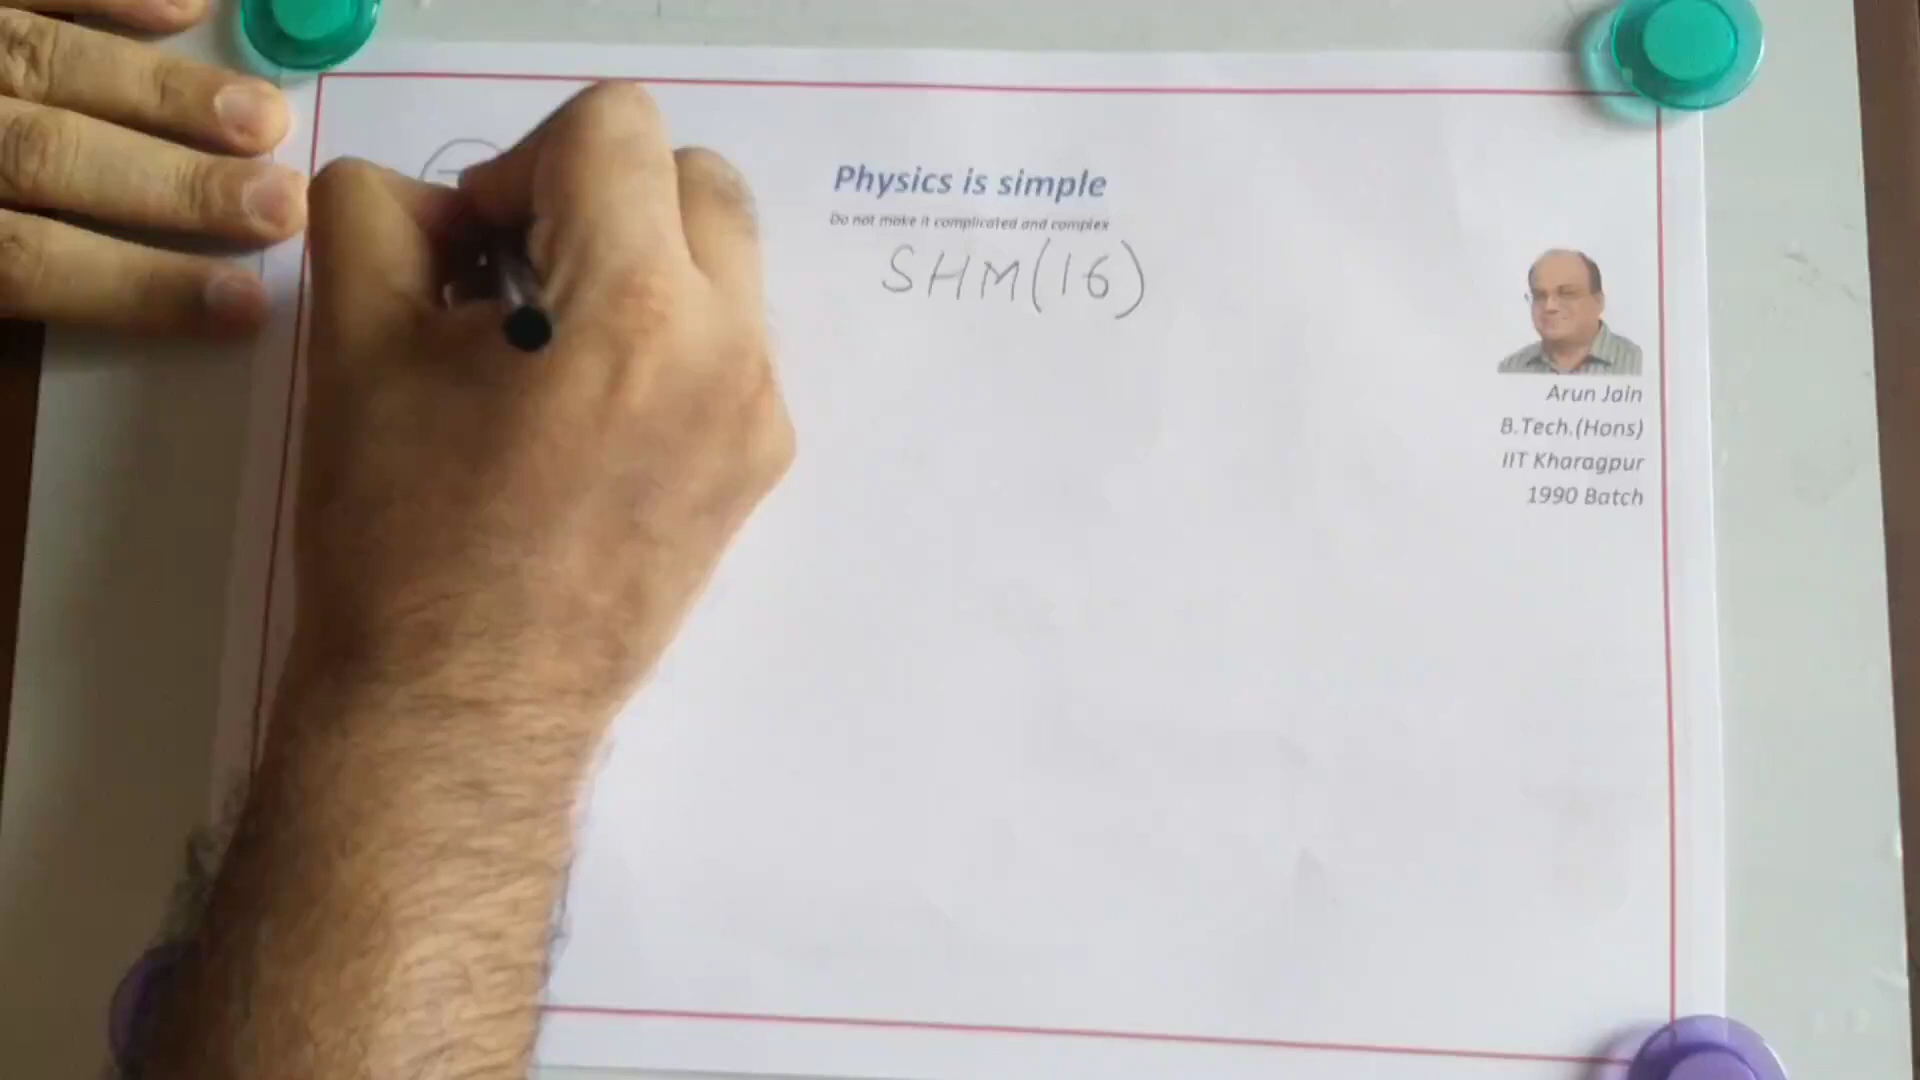 Physics is simple
Do not make it complicated and complex
SHM(16)
Arun Jain
B.Tech.(Hons)
IIT Kharagpur
1990 Batch